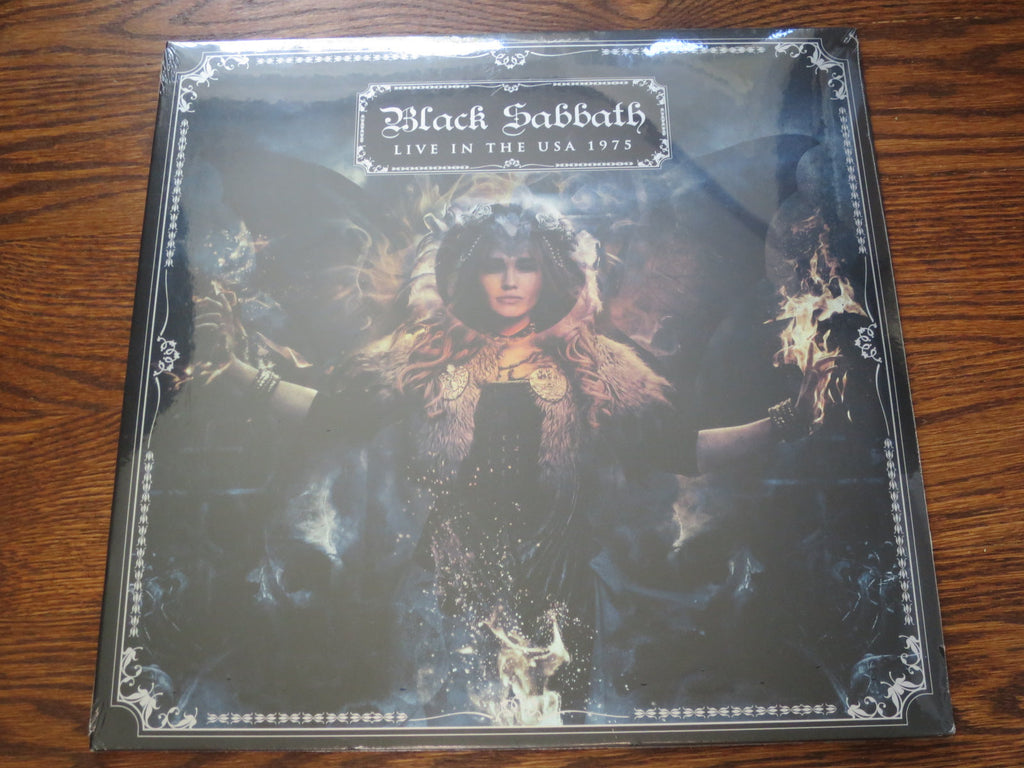 Black Sabbath
LIVE IN THE USA 1975